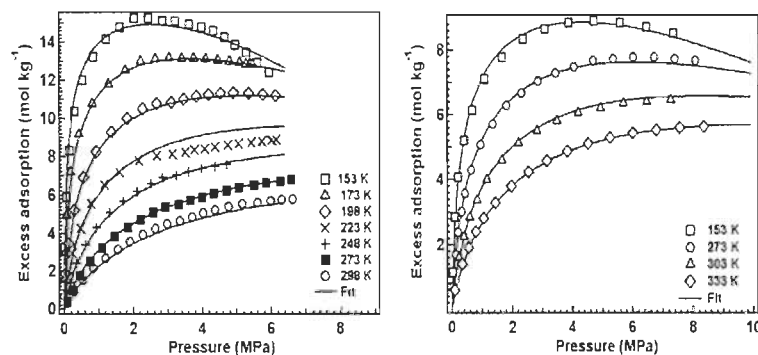 Excess adsorption (mol kg⁻¹)
16
14
12
10
8
6
4
2
0
0 2 4 6 8
Pressure (MPa)
153 K
173 K
198 K
223 K
248 K
273 K
298 K
Fit
Excess adsorption (mol kg⁻¹)
8
6
4
2
0 2 4 6 8 10
Pressure (MPa)
153 K
273 K
303 K
333 K
Fit